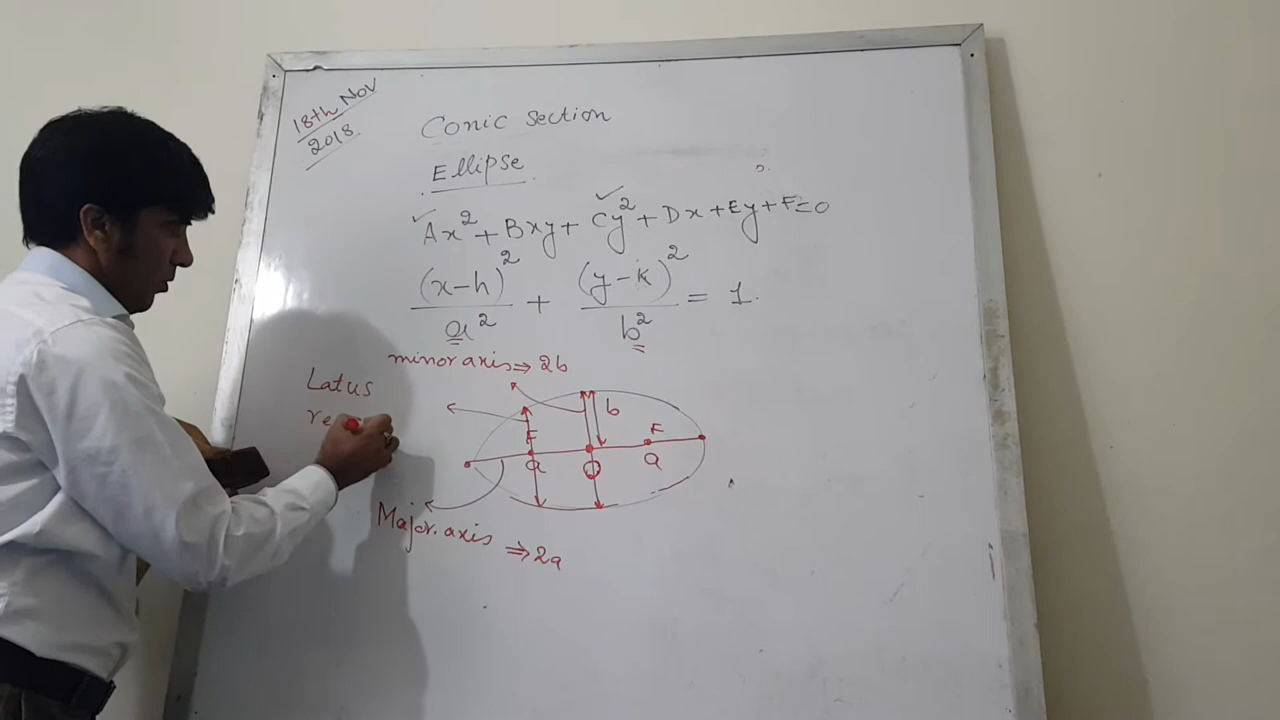 18th Nov
2018.
Conic section
Ellipse
Ax² + Bxy + Cy² + Dx + Ey + F = 0
(x-h)²/a² + (y-k)²/b² = 1.
minor axis ⇒ 2b
Latus
re
b
F F
a O a
Major.axis ⇒ 2a